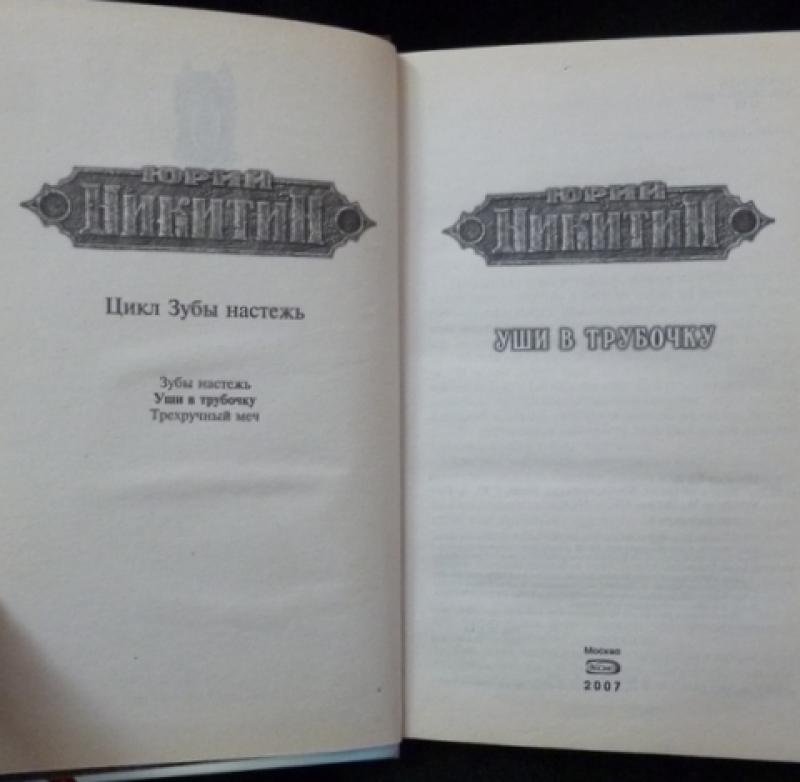 ЮРИЙ
НИКИТИН
Цикл Зубы настежь
Зубы настежь
Уши в трубочку
Трехручный меч
ЮРИЙ
НИКИТИН
УШИ В ТРУБОЧКУ
Москва
2007